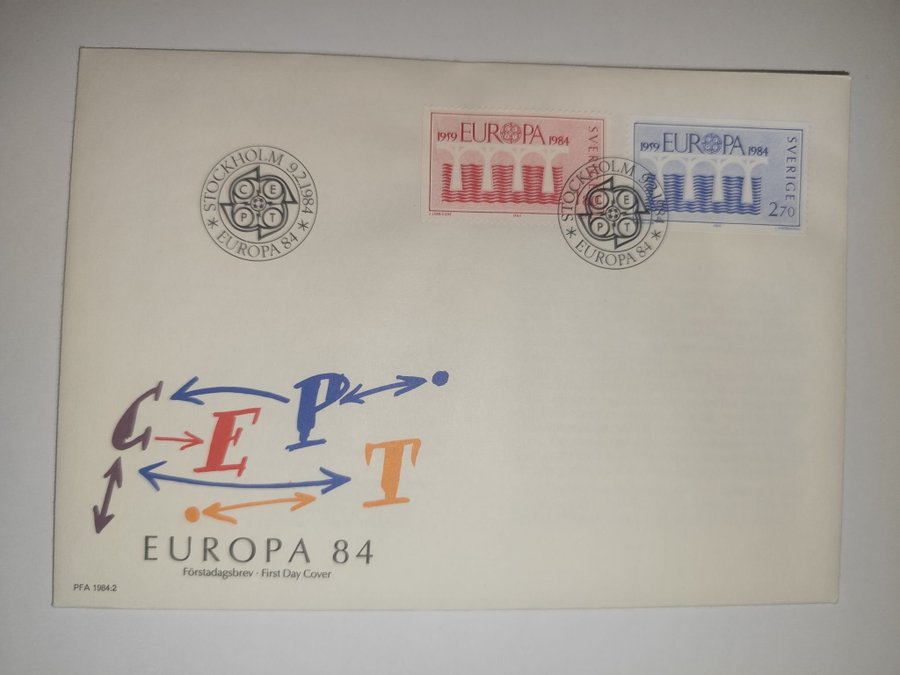 1959 EUROPA 1984
SVERIGE
1959 EUROPA 1984
SVERIGE
2.70
STOCKHOLM 9.2.1984
C E
P T
* EUROPA 84 *
STOCKHOLM 9.2.1984
C E
P T
* EUROPA 84 *
C E P T
EUROPA 84
Förstadagsbrev · First Day Cover
PFA 1984:2